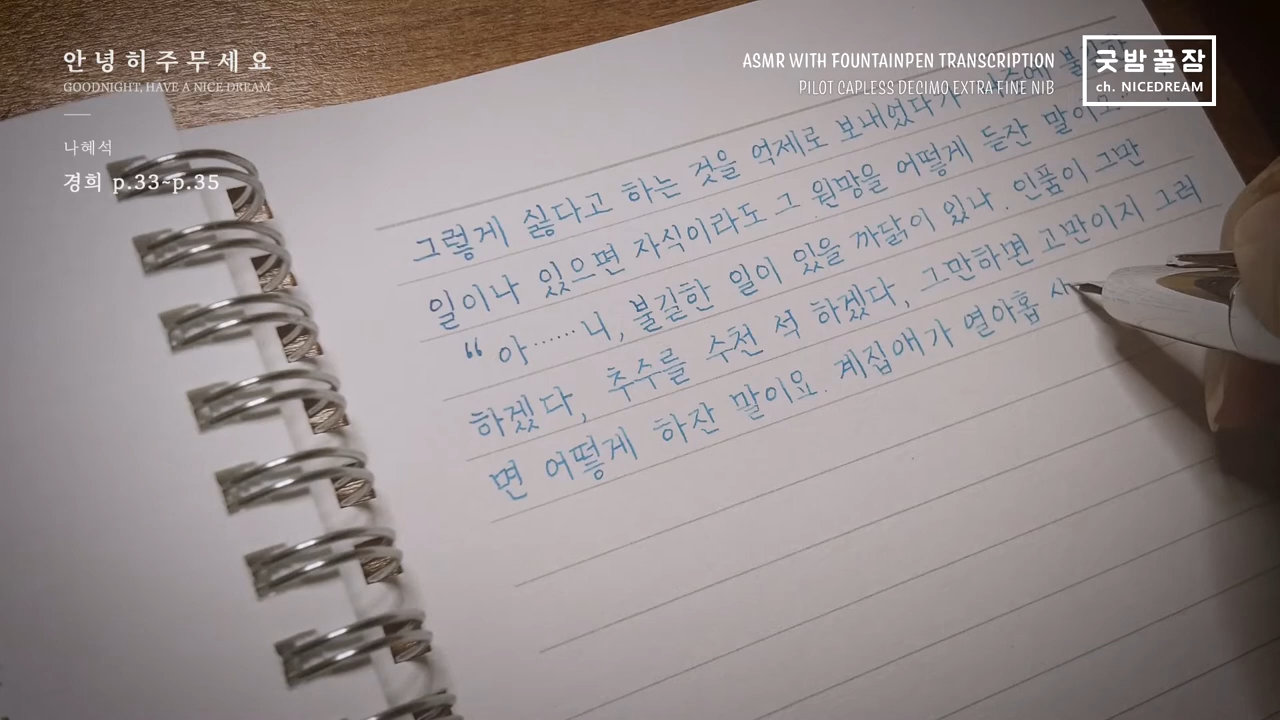 안녕히주무세요
GOODNIGHT, HAVE A NICE DREAM
나혜석
경희 p.33~p.35
ASMR WITH FOUNTAINPEN TRANSCRIPTION
PILOT CAPLESS DECIMO EXTRA FINE NIB
굿밤꿀잠
ch. NICEDREAM
그렇게 싫다고 하는 것을 억제로 보내었다가
일이나 있으면 자식이라도 그 원망을 어떻게 듣잔 말이오
“아……니, 불길한 일이 있을 까닭이 있나. 인품이 그만
하겠다, 추수를 수천 석 하겠다, 그만하면 고만이지 그러
면 어떻게 하잔 말이요. 계집애가 열아홉 사